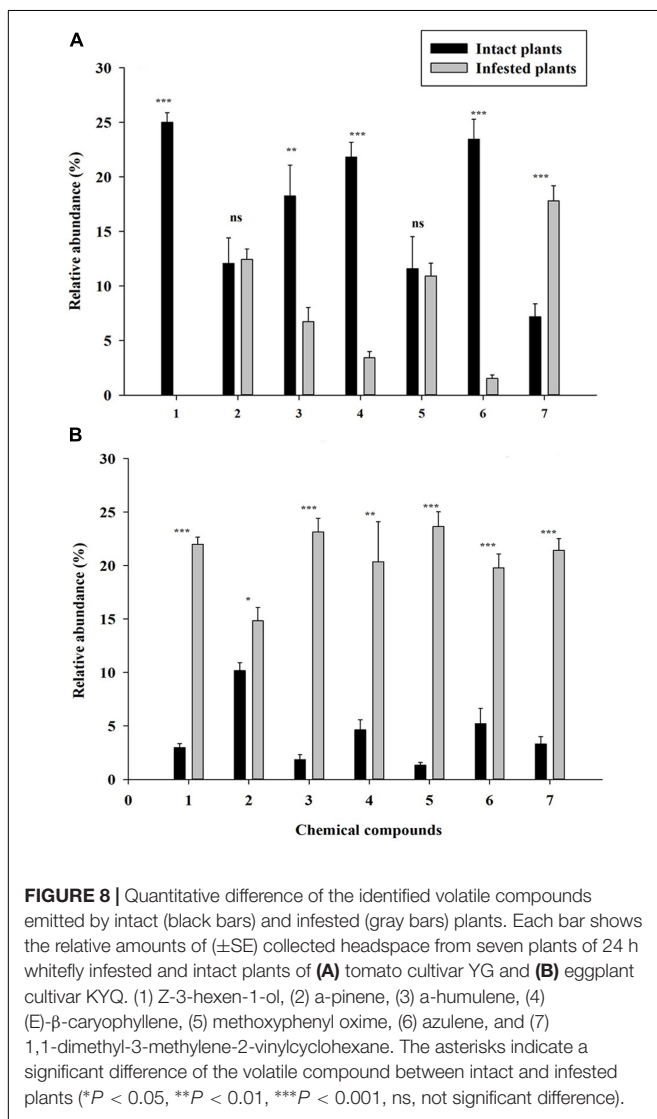 A
Intact plants
Infested plants
Relative abundance (%)
30
25
20
15
10
5
0
***
ns
**
***
ns
***
***
1 2 3 4 5 6 7
B
Relative abundance (%)
30
25
20
15
10
5
0
***
*
***
**
***
***
***
0 1 2 3 4 5 6 7
Chemical compounds
FIGURE 8 | Quantitative difference of the identified volatile compounds
emitted by intact (black bars) and infested (gray bars) plants. Each bar shows
the relative amounts of (±SE) collected headspace from seven plants of 24 h
whitefly infested and intact plants of (A) tomato cultivar YG and (B) eggplant
cultivar KYQ. (1) Z-3-hexen-1-ol, (2) a-pinene, (3) a-humulene, (4)
(E)-β-caryophyllene, (5) methoxyphenyl oxime, (6) azulene, and (7)
1,1-dimethyl-3-methylene-2-vinylcyclohexane. The asterisks indicate a
significant difference of the volatile compound between intact and infested
plants (*P < 0.05, **P < 0.01, ***P < 0.001, ns, not significant difference).